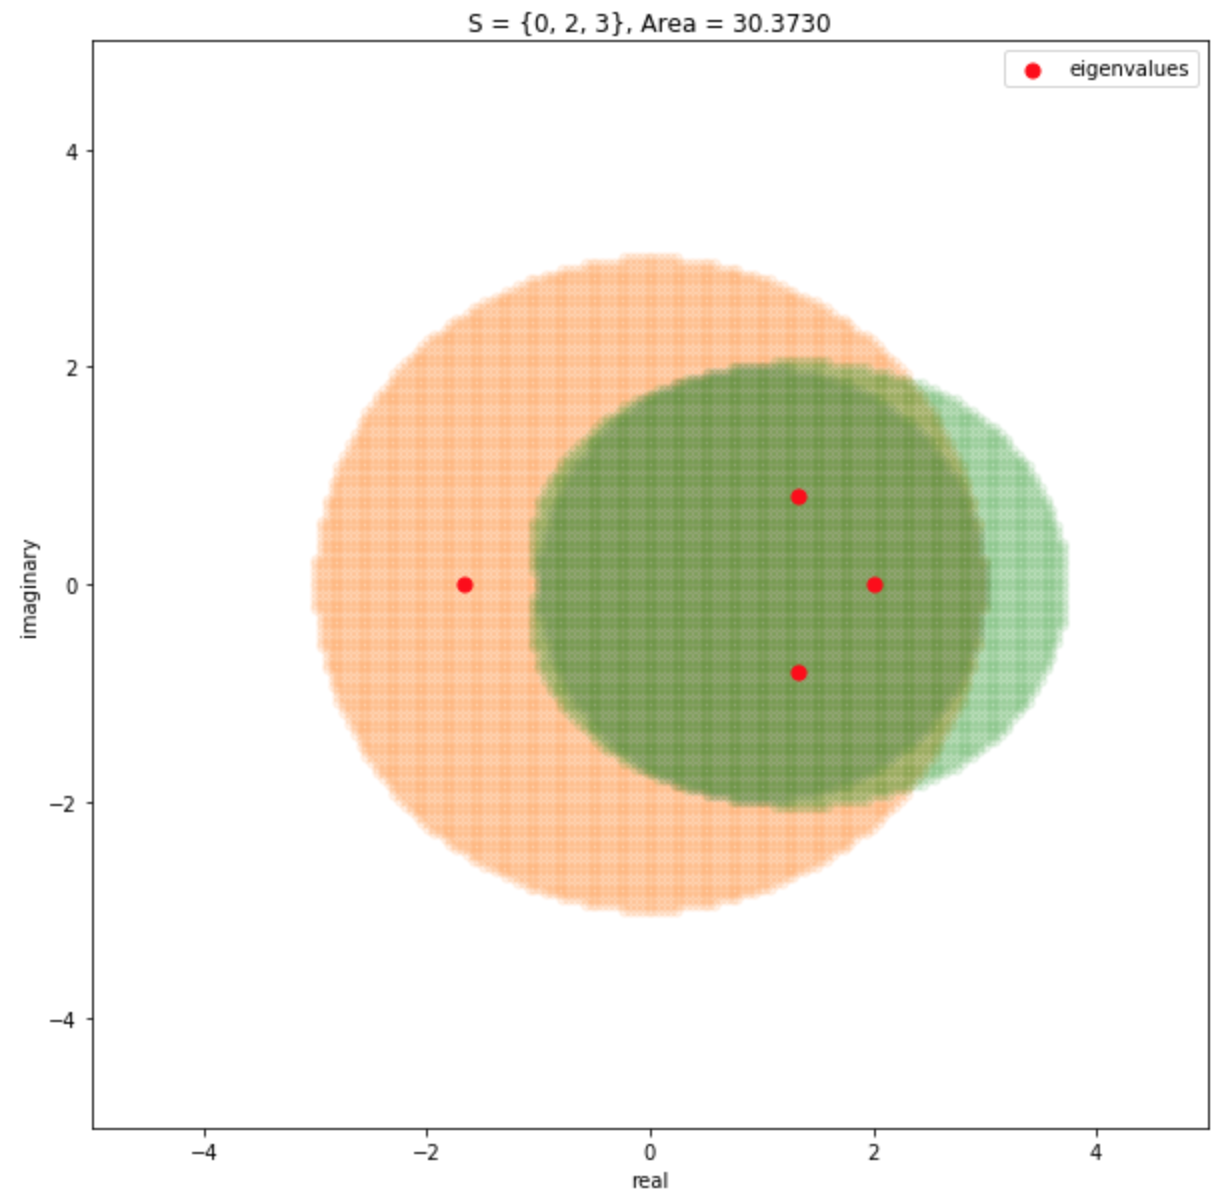 S = {0, 2, 3}, Area = 30.3730
eigenvalues
4
2
0
−2
−4
imaginary
−4
−2
0
2
4
real